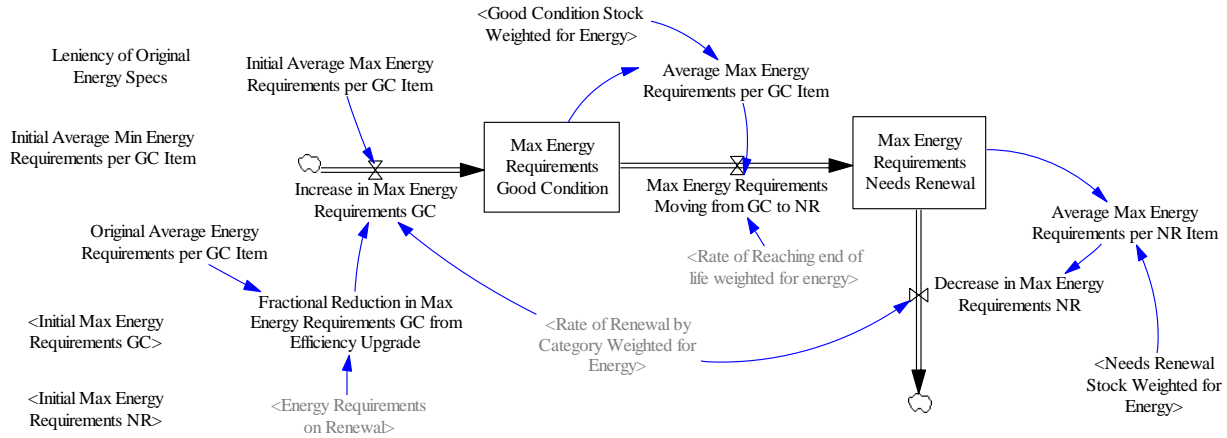 <Good Condition Stock
Weighted for Energy>
Leniency of Original
Energy Specs
Initial Average Max Energy
Requirements per GC Item
Average Max Energy
Requirements per GC Item
Initial Average Min Energy
Requirements per GC Item
Max Energy
Requirements
Good Condition
Max Energy
Requirements
Needs Renewal
Increase in Max Energy
Requirements GC
Max Energy Requirements
Moving from GC to NR
Average Max Energy
Requirements per NR Item
Original Average Energy
Requirements per GC Item
<Rate of Reaching end of
life weighted for energy>
Decrease in Max Energy
Requirements NR
Fractional Reduction in Max
Energy Requirements GC from
Efficiency Upgrade
<Initial Max Energy
Requirements GC>
<Rate of Renewal by
Category Weighted for
Energy>
<Needs Renewal
Stock Weighted for
Energy>
<Initial Max Energy
Requirements NR>
<Energy Requirements
on Renewal>